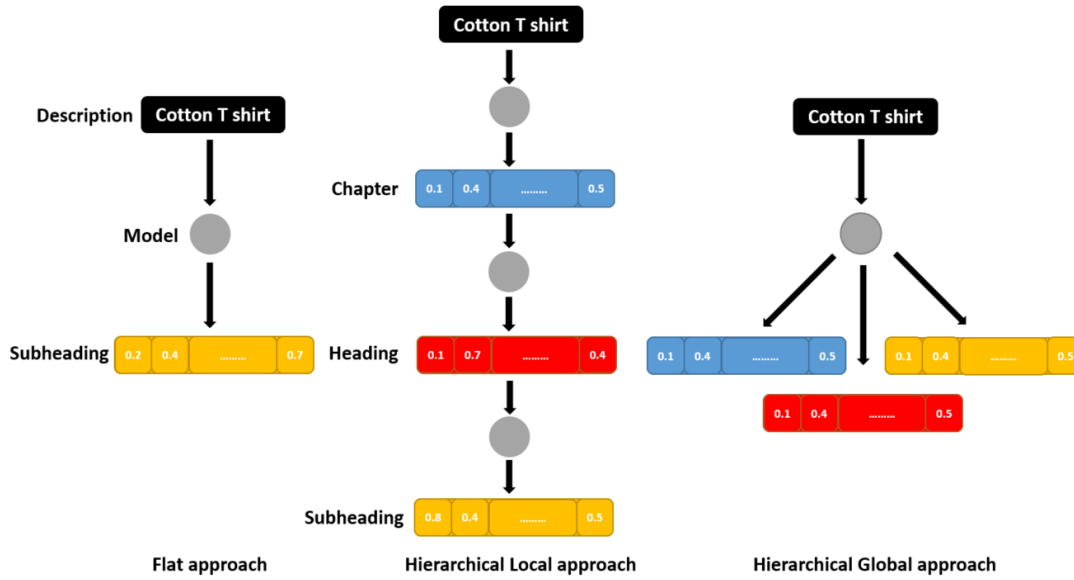 Cotton T shirt
Description Cotton T shirt
Cotton T shirt
Chapter 0.1 0.4 ......... 0.5
Model
Subheading 0.2 0.4 ......... 0.7
Heading 0.1 0.7 ......... 0.4
0.1 0.4 ......... 0.5
0.1 0.4 ......... 0.5
0.1 0.4 ......... 0.5
Subheading 0.8 0.4 ......... 0.5
Flat approach
Hierarchical Local approach
Hierarchical Global approach